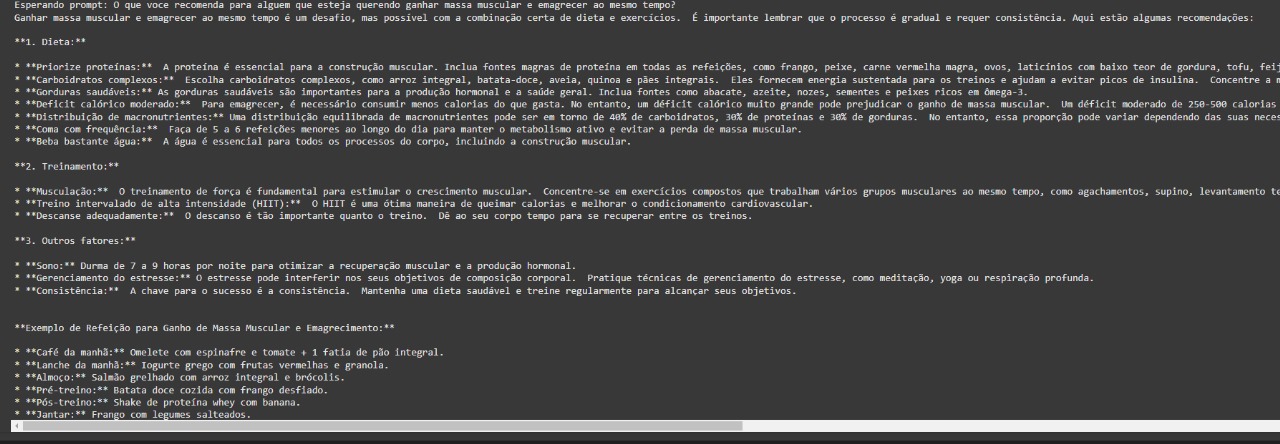 Esperando prompt: O que voce recomenda para alguem que esteja querendo ganhar massa muscular e emagrecer ao mesmo tempo?
Ganhar massa muscular e emagrecer ao mesmo tempo é um desafio, mas possível com a combinação certa de dieta e exercícios.  É importante lembrar que o processo é gradual e requer consistência. Aqui estão algumas recomendações:
**1. Dieta:**
* **Priorize proteínas:**  A proteína é essencial para a construção muscular. Inclua fontes magras de proteína em todas as refeições, como frango, peixe, carne vermelha magra, ovos, laticínios com baixo teor de gordura, tofu, feij
* **Carboidratos complexos:**  Escolha carboidratos complexos, como arroz integral, batata-doce, aveia, quinoa e pães integrais.  Eles fornecem energia sustentada para os treinos e ajudam a evitar picos de insulina.  Concentre a m
* **Gorduras saudáveis:** As gorduras saudáveis são importantes para a produção hormonal e a saúde geral. Inclua fontes como abacate, azeite, nozes, sementes e peixes ricos em ômega-3.
* **Deficit calórico moderado:**  Para emagrecer, é necessário consumir menos calorias do que gasta. No entanto, um déficit calórico muito grande pode prejudicar o ganho de massa muscular.  Um déficit moderado de 250-500 calorias
* **Distribuição de macronutrientes:** Uma distribuição equilibrada de macronutrientes pode ser em torno de 40% de carboidratos, 30% de proteínas e 30% de gorduras.  No entanto, essa proporção pode variar dependendo das suas neces
* **Coma com frequência:**  Faça de 5 a 6 refeições menores ao longo do dia para manter o metabolismo ativo e evitar a perda de massa muscular.
* **Beba bastante água:**  A água é essencial para todos os processos do corpo, incluindo a construção muscular.
**2. Treinamento:**
* **Musculação:**  O treinamento de força é fundamental para estimular o crescimento muscular.  Concentre-se em exercícios compostos que trabalham vários grupos musculares ao mesmo tempo, como agachamentos, supino, levantamento te
* **Treino intervalado de alta intensidade (HIIT):**  O HIIT é uma ótima maneira de queimar calorias e melhorar o condicionamento cardiovascular.
* **Descanse adequadamente:**  O descanso é tão importante quanto o treino.  Dê ao seu corpo tempo para se recuperar entre os treinos.
**3. Outros fatores:**
* **Sono:** Durma de 7 a 9 horas por noite para otimizar a recuperação muscular e a produção hormonal.
* **Gerenciamento do estresse:** O estresse pode interferir nos seus objetivos de composição corporal.  Pratique técnicas de gerenciamento do estresse, como meditação, yoga ou respiração profunda.
* **Consistência:**  A chave para o sucesso é a consistência.  Mantenha uma dieta saudável e treine regularmente para alcançar seus objetivos.
**Exemplo de Refeição para Ganho de Massa Muscular e Emagrecimento:**
* **Café da manhã:** Omelete com espinafre e tomate + 1 fatia de pão integral.
* **Lanche da manhã:** Iogurte grego com frutas vermelhas e granola.
* **Almoço:** Salmão grelhado com arroz integral e brócolis.
* **Pré-treino:** Batata doce cozida com frango desfiado.
* **Pós-treino:** Shake de proteína whey com banana.
* **Jantar:** Frango com legumes salteados.